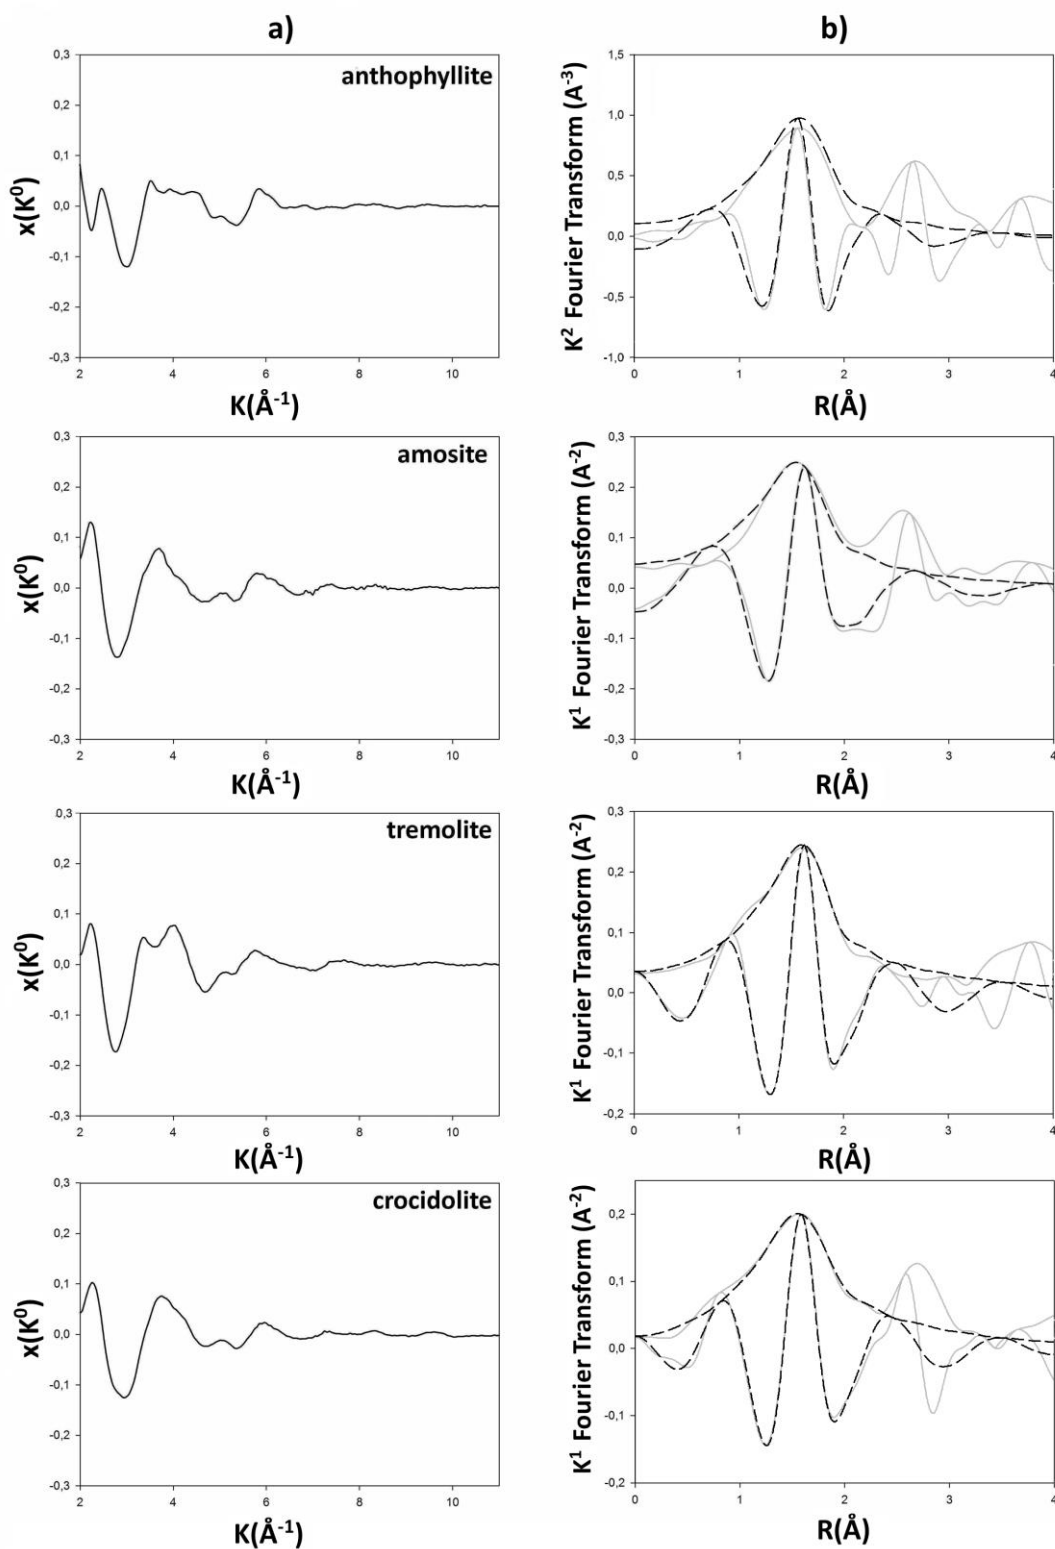 a)
b)
anthophyllite
0,3
0,2
0,1
0,0
-0,1
-0,2
-0,3
x(K⁰)
2 4 6 8 10
K(Å⁻¹)
1,5
1,0
0,5
0,0
-0,5
-1,0
K² Fourier Transform (A⁻³)
0 1 2 3 4
R(Å)
amosite
0,3
0,2
0,1
0,0
-0,1
-0,2
-0,3
x(K⁰)
2 4 6 8 10
K(Å⁻¹)
0,3
0,2
0,1
0,0
-0,1
-0,2
-0,3
K¹ Fourier Transform (A⁻²)
0 1 2 3 4
R(Å)
tremolite
0,3
0,2
0,1
0,0
-0,1
-0,2
-0,3
x(K⁰)
2 4 6 8 10
K(Å⁻¹)
0,3
0,2
0,1
0,0
-0,1
-0,2
K¹ Fourier Transform (A⁻²)
0 1 2 3 4
R(Å)
crocidolite
0,3
0,2
0,1
0,0
-0,1
-0,2
-0,3
x(K⁰)
2 4 6 8 10
K(Å⁻¹)
0,2
0,1
0,0
-0,1
-0,2
K¹ Fourier Transform (A⁻²)
0 1 2 3 4
R(Å)